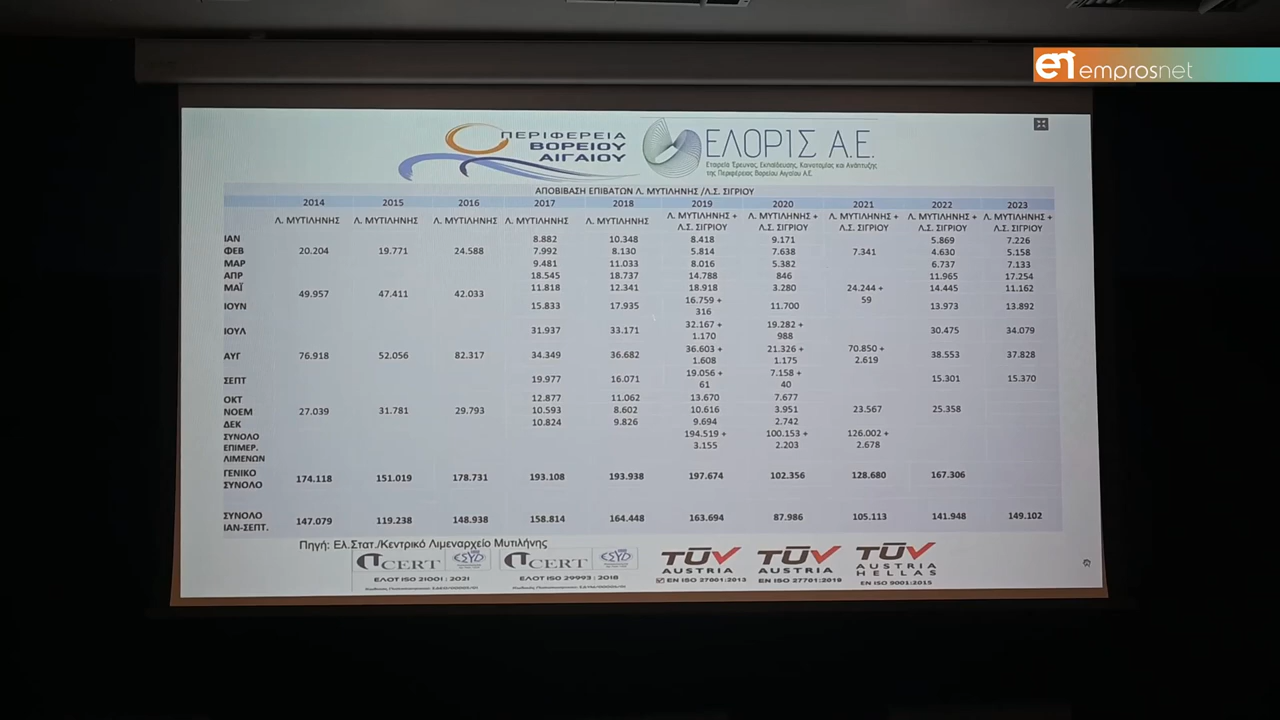 en emprosnet
ΠΕΡΙΦΕΡΕΙΑ
ΒΟΡΕΙΟΥ
ΑΙΓΑΙΟΥ
ΕΛΟΡΙΣ Α.Ε.
Εταιρεία Έρευνας, Εκπαίδευσης, Καινοτομίας και Ανάπτυξης
της Περιφέρειας Βορείου Αιγαίου Α.Ε.
ΑΠΟΒΙΒΑΣΗ ΕΠΙΒΑΤΩΝ Λ. ΜΥΤΙΛΗΝΗΣ /Λ.Σ. ΣΙΓΡΙΟΥ
2014 2015 2016 2017 2018 2019 2020 2021 2022 2023
Λ. ΜΥΤΙΛΗΝΗΣ Λ. ΜΥΤΙΛΗΝΗΣ Λ. ΜΥΤΙΛΗΝΗΣ Λ. ΜΥΤΙΛΗΝΗΣ Λ. ΜΥΤΙΛΗΝΗΣ Λ. ΜΥΤΙΛΗΝΗΣ + Λ.Σ. ΣΙΓΡΙΟΥ Λ. ΜΥΤΙΛΗΝΗΣ + Λ.Σ. ΣΙΓΡΙΟΥ Λ. ΜΥΤΙΛΗΝΗΣ Λ. ΜΥΤΙΛΗΝΗΣ + Λ.Σ. ΣΙΓΡΙΟΥ Λ. ΜΥΤΙΛΗΝΗΣ + Λ.Σ. ΣΙΓΡΙΟΥ
ΙΑΝ 8.882 10.348 8.418 9.171 5.869 7.226
ΦΕΒ 20.204 19.771 24.588 7.992 8.130 5.814 7.638 7.341 4.630 5.158
ΜΑΡ 9.481 11.033 8.016 5.382 6.737 7.133
ΑΠΡ 18.545 18.737 14.788 846 11.965 17.254
ΜΑΪ 49.957 47.411 42.033 11.818 12.341 18.918 3.280 24.244 + 59 14.445 11.162
ΙΟΥΝ 15.833 17.935 16.759 + 316 11.700 13.973 13.892
ΙΟΥΛ 31.937 33.171 32.167 + 1.170 19.282 + 988 30.475 34.079
ΑΥΓ 76.918 52.056 82.317 34.349 36.682 36.603 + 1.608 21.326 + 1.175 70.850 + 2.619 38.553 37.828
ΣΕΠΤ 19.977 16.071 19.056 + 61 7.158 + 40 15.301 15.370
ΟΚΤ 12.877 11.062 13.670 7.677
ΝΟΕΜ 27.039 31.781 29.793 10.593 8.602 10.616 3.951 23.567 25.358
ΔΕΚ 10.824 9.826 9.694 2.742
ΣΥΝΟΛΟ ΕΠΙΜΕΡ. ΛΙΜΕΝΩΝ 194.519 + 3.155 100.153 + 2.203 126.002 + 2.678
ΓΕΝΙΚΟ ΣΥΝΟΛΟ 174.118 151.019 178.731 193.108 193.938 197.674 102.356 128.680 167.306
ΣΥΝΟΛΟ ΙΑΝ-ΣΕΠΤ. 147.079 119.238 148.938 158.814 164.448 163.694 87.986 105.113 141.948 149.102
Πηγή: Ελ.Στατ./Κεντρικό Λιμεναρχείο Μυτιλήνης
CERT ΕΣΥΔ CERT ΕΣΥΔ TÜV AUSTRIA TÜV AUSTRIA TÜV AUSTRIA HELLAS
ΕΛΟΤ ISO 21001 : 2021 ΕΛΟΤ ISO 29993 : 2018 EN ISO 27001:2013 EN ISO 27701:2019 EN ISO 9001:2015